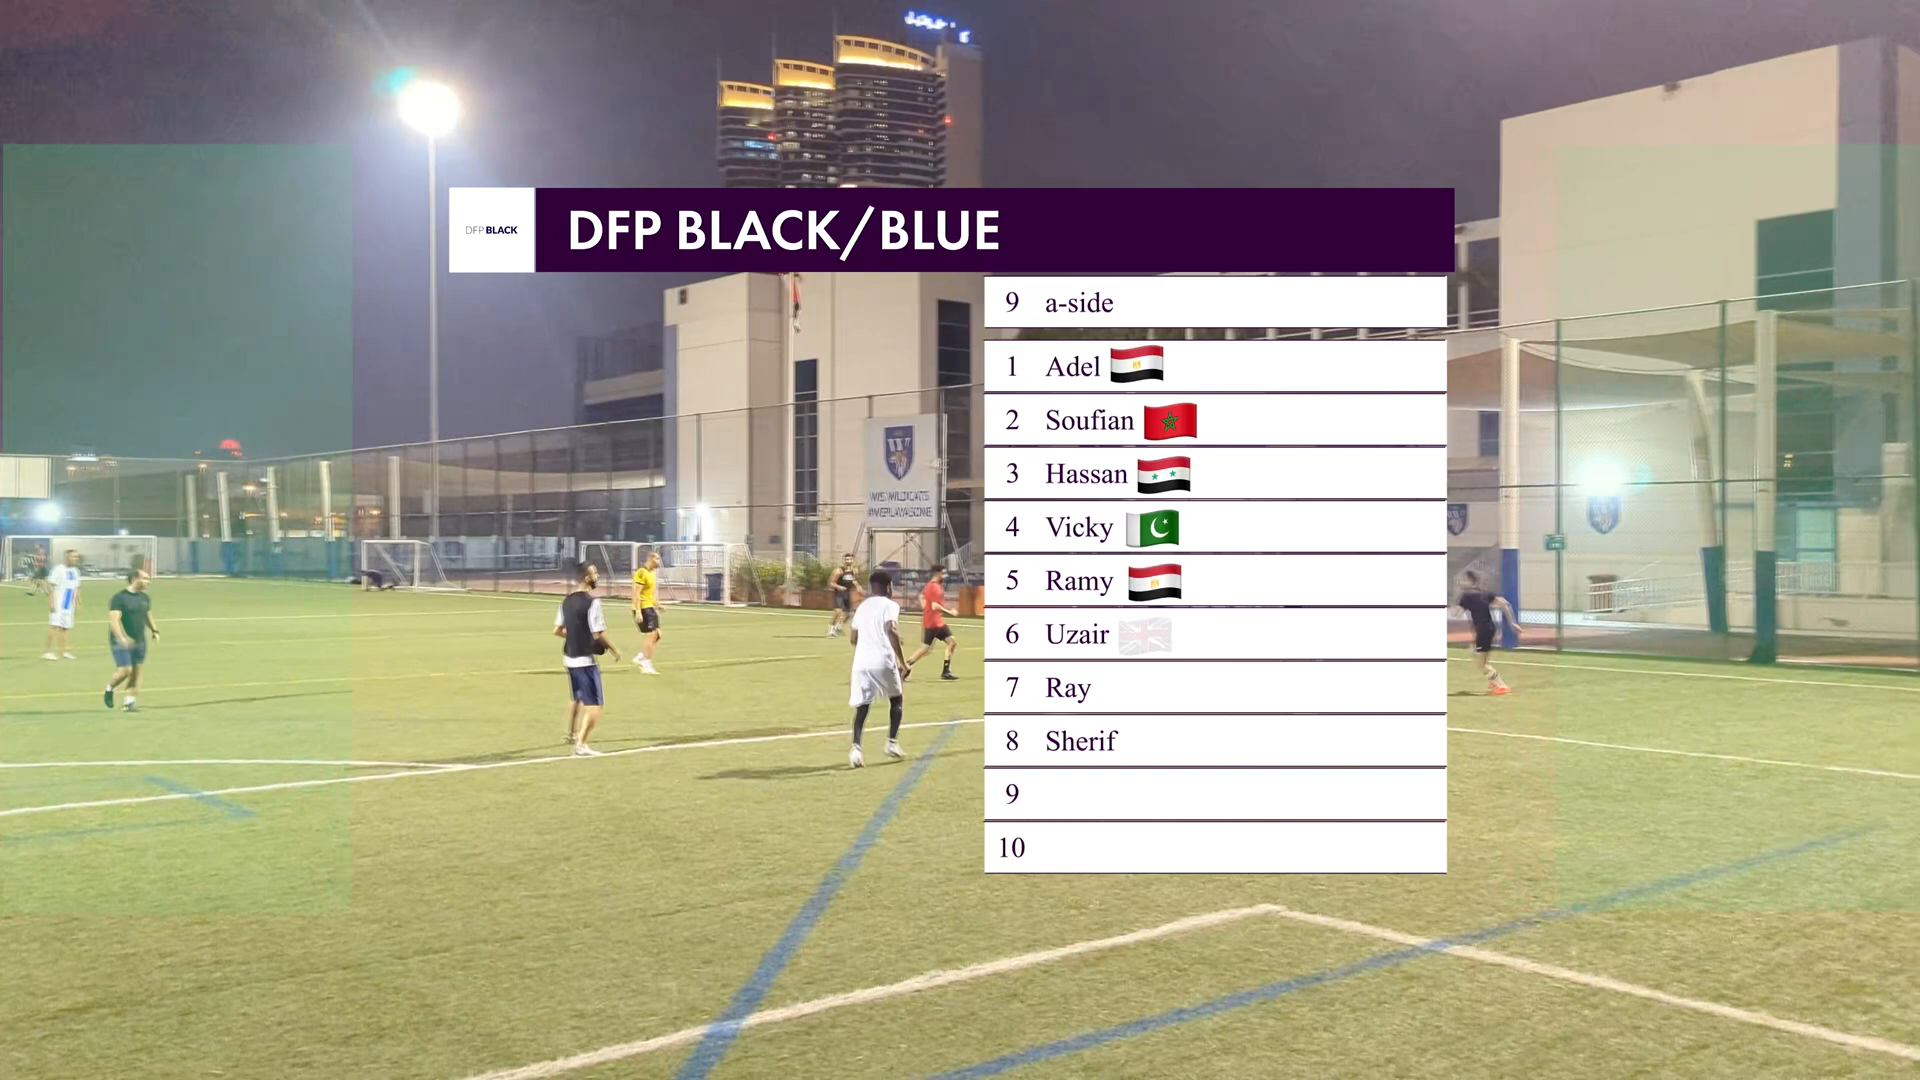 DFP BLACK
DFP BLACK/BLUE
9 a-side
1 Adel
2 Soufian
3 Hassan
4 Vicky
5 Ramy
6 Uzair
7 Ray
8 Sherif
9
10
WIS WILDCATS